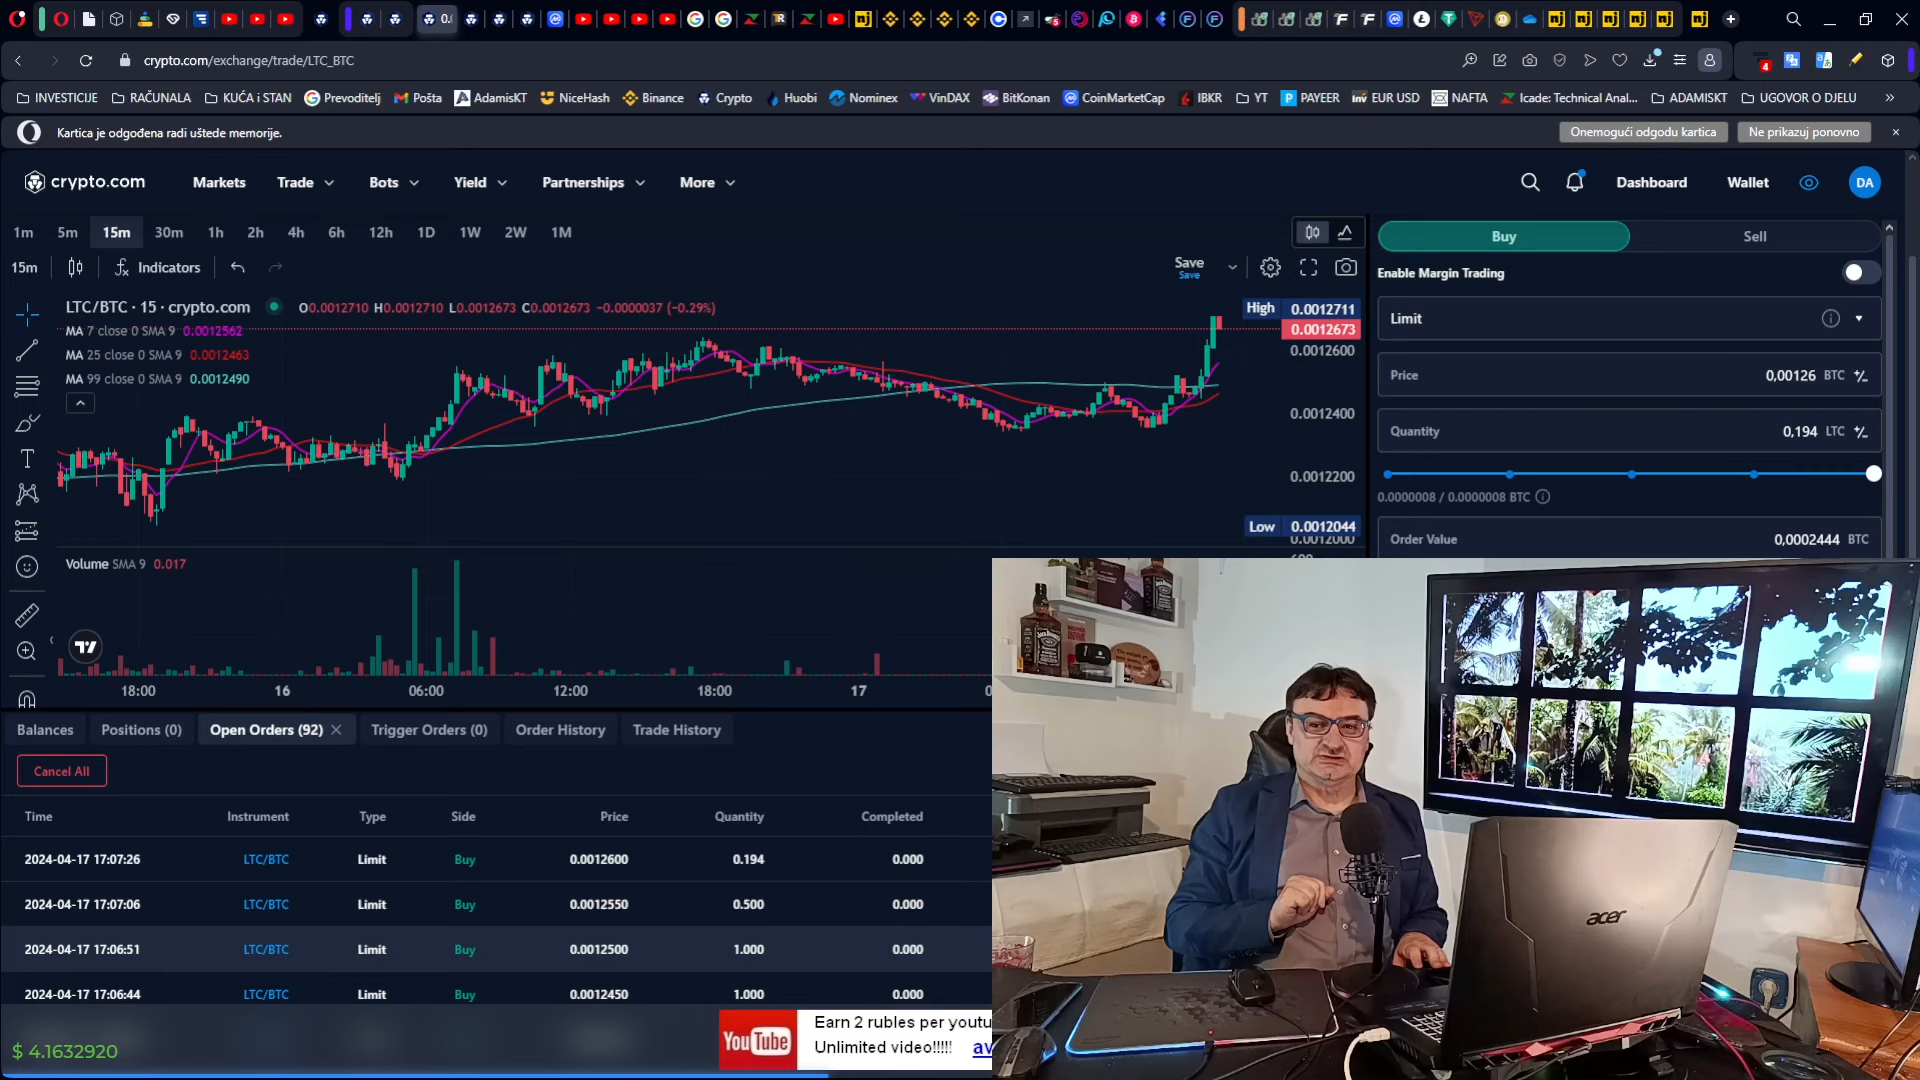 crypto.com/exchange/trade/LTC_BTC
INVESTICIJE RAČUNALA KUĆA i STAN Prevoditelj Pošta AdamisKT NiceHash Binance Crypto Huobi Nominex VinDAX BitKonan CoinMarketCap IBKR YT PAYEER EUR USD NAFTA Icade: Technical Anal... ADAMISKT UGOVOR O DJELU »
Kartica je odgođena radi uštede memorije. Onemogući odgodu kartica Ne prikazuj ponovno
crypto.com Markets Trade Bots Yield Partnerships More Dashboard Wallet DA
1m 5m 15m 30m 1h 2h 4h 6h 12h 1D 1W 2W 1M
15m Indicators Save
Save
LTC/BTC · 15 · crypto.com O0.0012710 H0.0012710 L0.0012673 C0.0012673 −0.0000037 (−0.29%)
MA 7 close 0 SMA 9 0.0012562
MA 25 close 0 SMA 9 0.0012463
MA 99 close 0 SMA 9 0.0012490
High 0.0012711
0.0012673
0.0012600
0.0012400
0.0012200
Low 0.0012044
0.0012000
Volume SMA 9 0.017
18:00 16 06:00 12:00 18:00 17
Buy Sell
Enable Margin Trading
Limit
Price 0,00126 BTC
Quantity 0,194 LTC
0.0000008 / 0.0000008 BTC
Order Value 0,0002444 BTC
Balances Positions (0) Open Orders (92) Trigger Orders (0) Order History Trade History
Cancel All
Time Instrument Type Side Price Quantity Completed
2024-04-17 17:07:26 LTC/BTC Limit Buy 0.0012600 0.194 0.000
2024-04-17 17:07:06 LTC/BTC Limit Buy 0.0012550 0.500 0.000
2024-04-17 17:06:51 LTC/BTC Limit Buy 0.0012500 1.000 0.000
2024-04-17 17:06:44 LTC/BTC Limit Buy 0.0012450 1.000 0.000
$ 4.1632920
YouTube
Earn 2 rubles per youtu
Unlimited video!!!!! av
acer